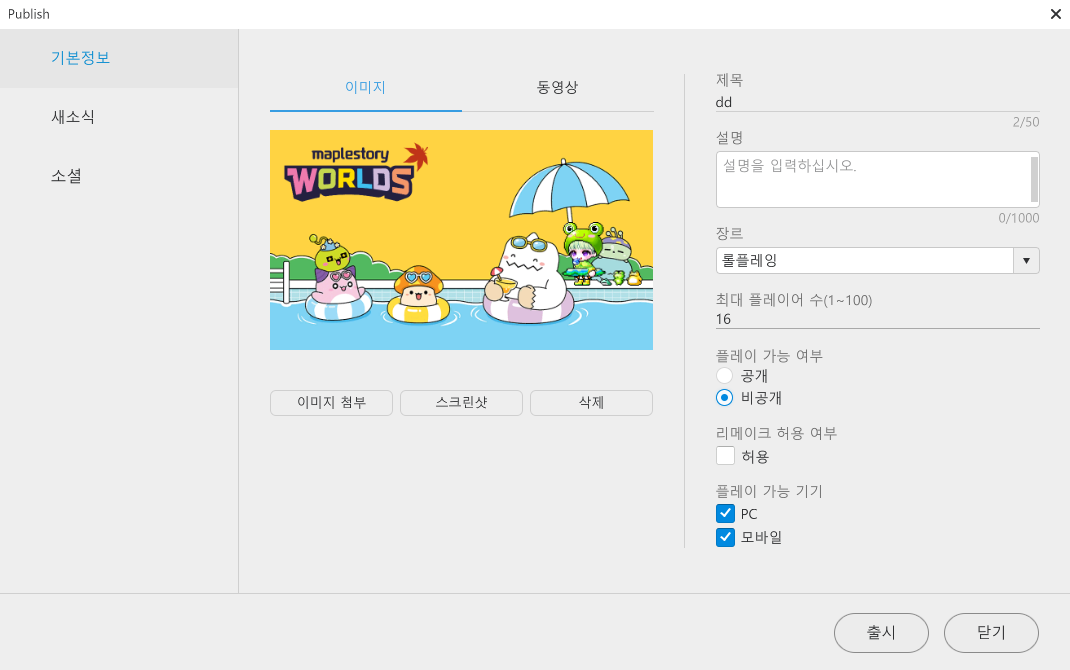 Publish
기본정보
새소식
소셜
이미지
동영상
maplestory
WORLDS
이미지 첨부
스크린샷
삭제
제목
dd
2/50
설명
설명을 입력하십시오.
0/1000
장르
롤플레잉
최대 플레이어 수(1~100)
16
플레이 가능 여부
공개
비공개
리메이크 허용 여부
허용
플레이 가능 기기
PC
모바일
출시
닫기